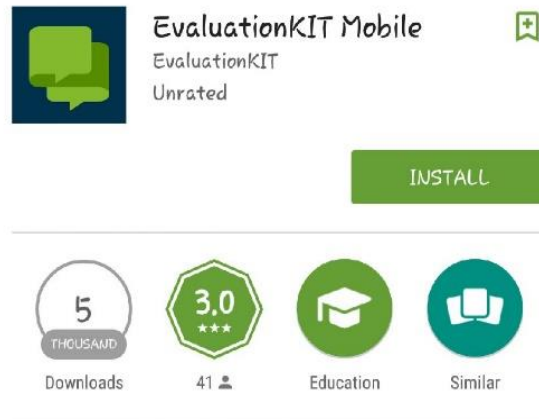 EvaluationKIT Mobile
EvaluationKIT
Unrated
INSTALL
5
THOUSAND
Downloads
3.0
41
Education
Similar